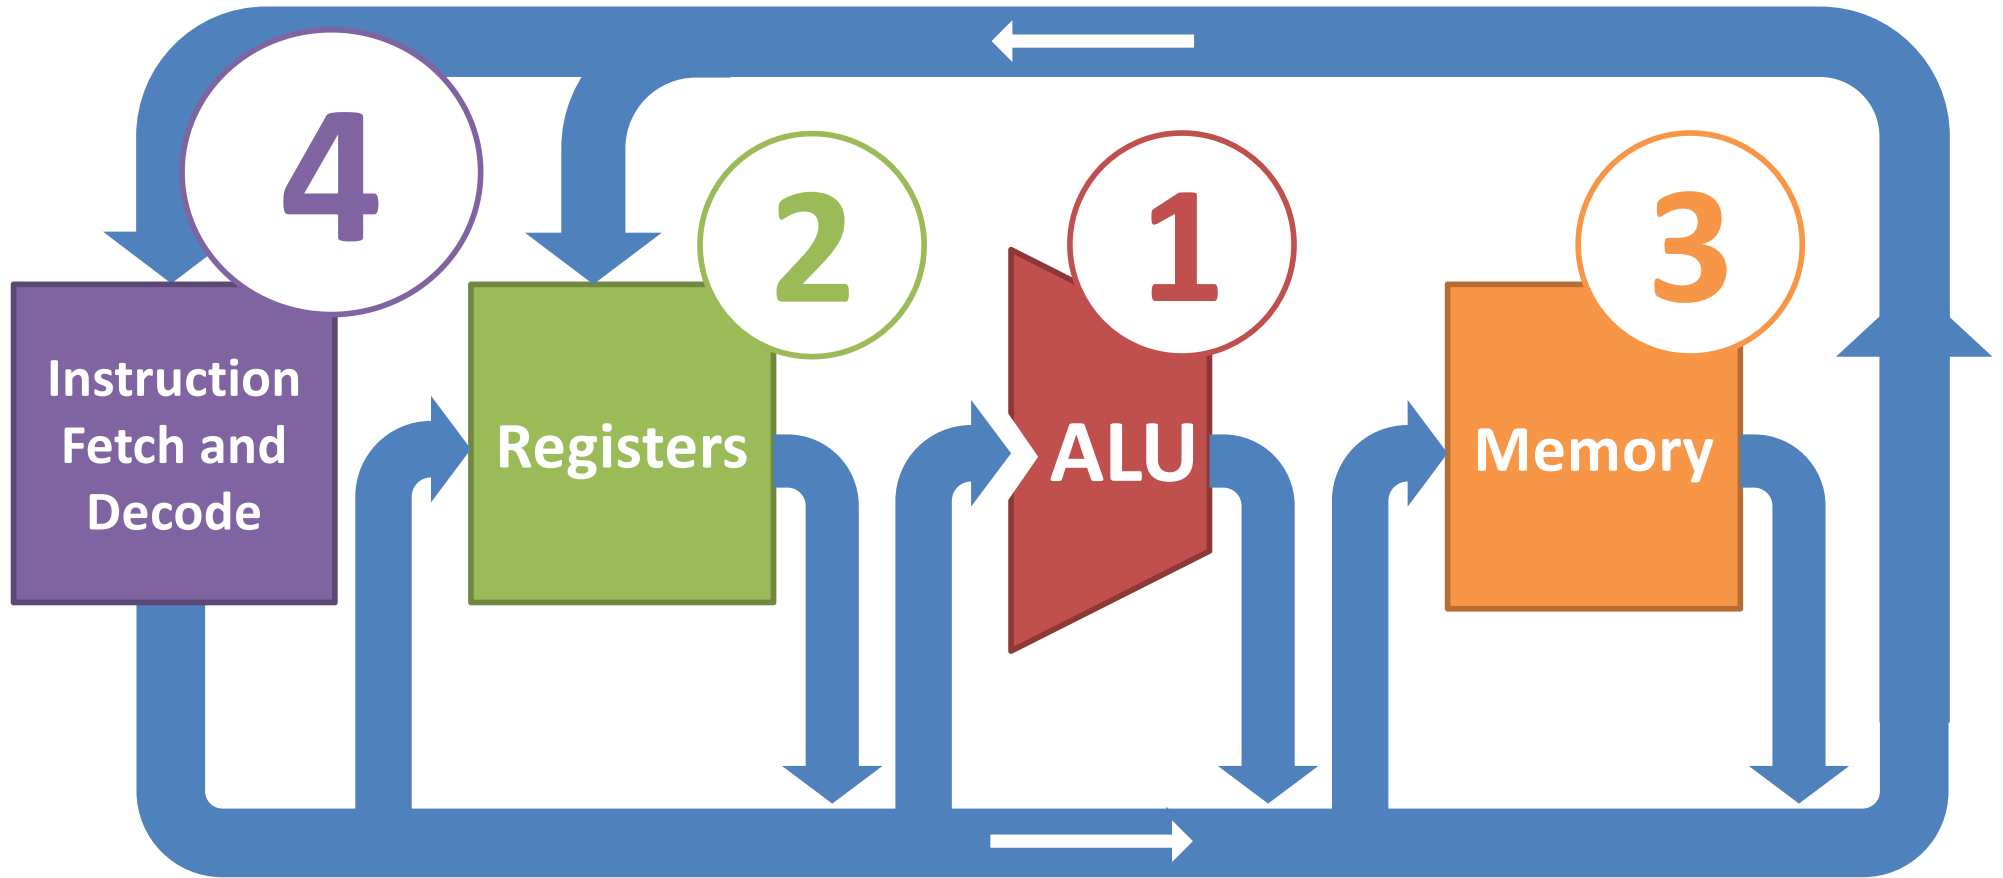 4
2
1
3
Instruction
Fetch and
Decode
Registers
ALU
Memory